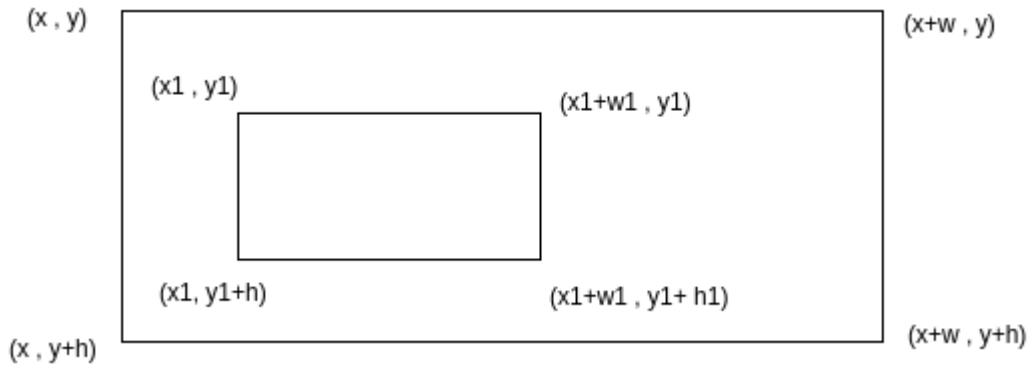 (x , y)
(x+w , y)
(x1 , y1)
(x1+w1 , y1)
(x1, y1+h)
(x1+w1 , y1+ h1)
(x , y+h)
(x+w , y+h)